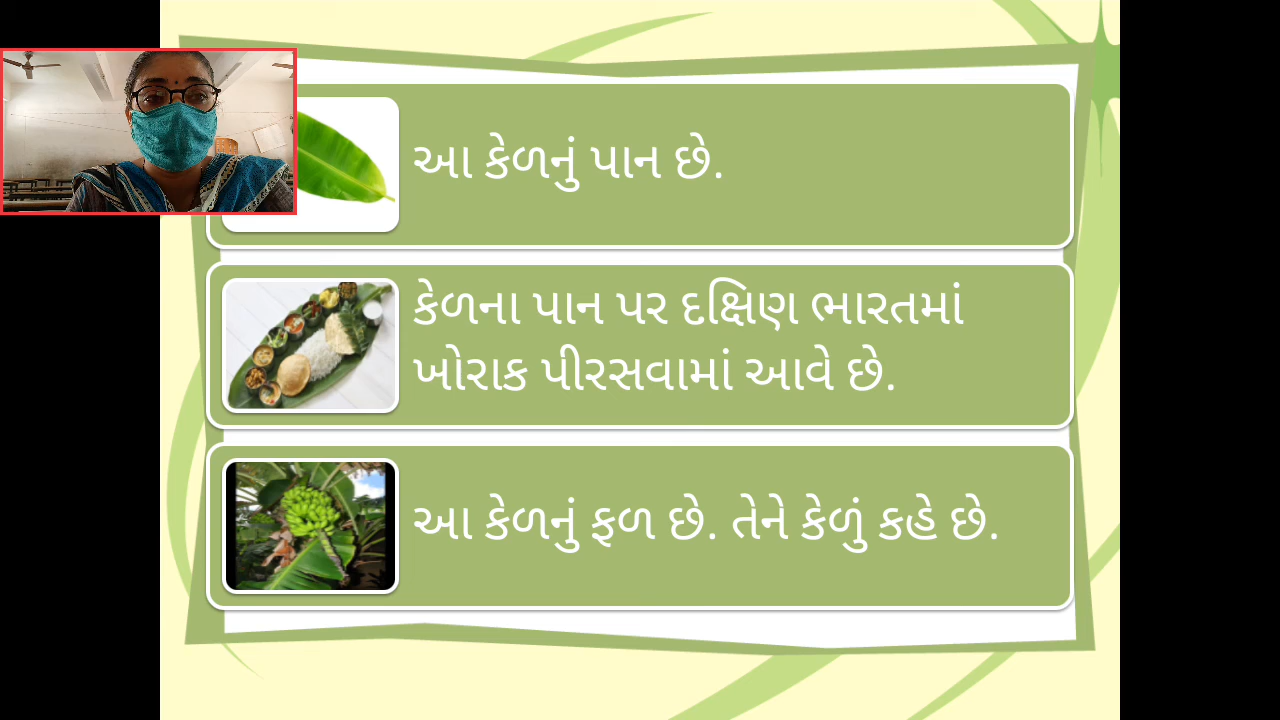 આ કેળનું પાન છે.
કેળના પાન પર દક્ષિણ ભારતમાં
ખોરાક પીરસવામાં આવે છે.
આ કેળનું ફળ છે. તેને કેળું કહે છે.